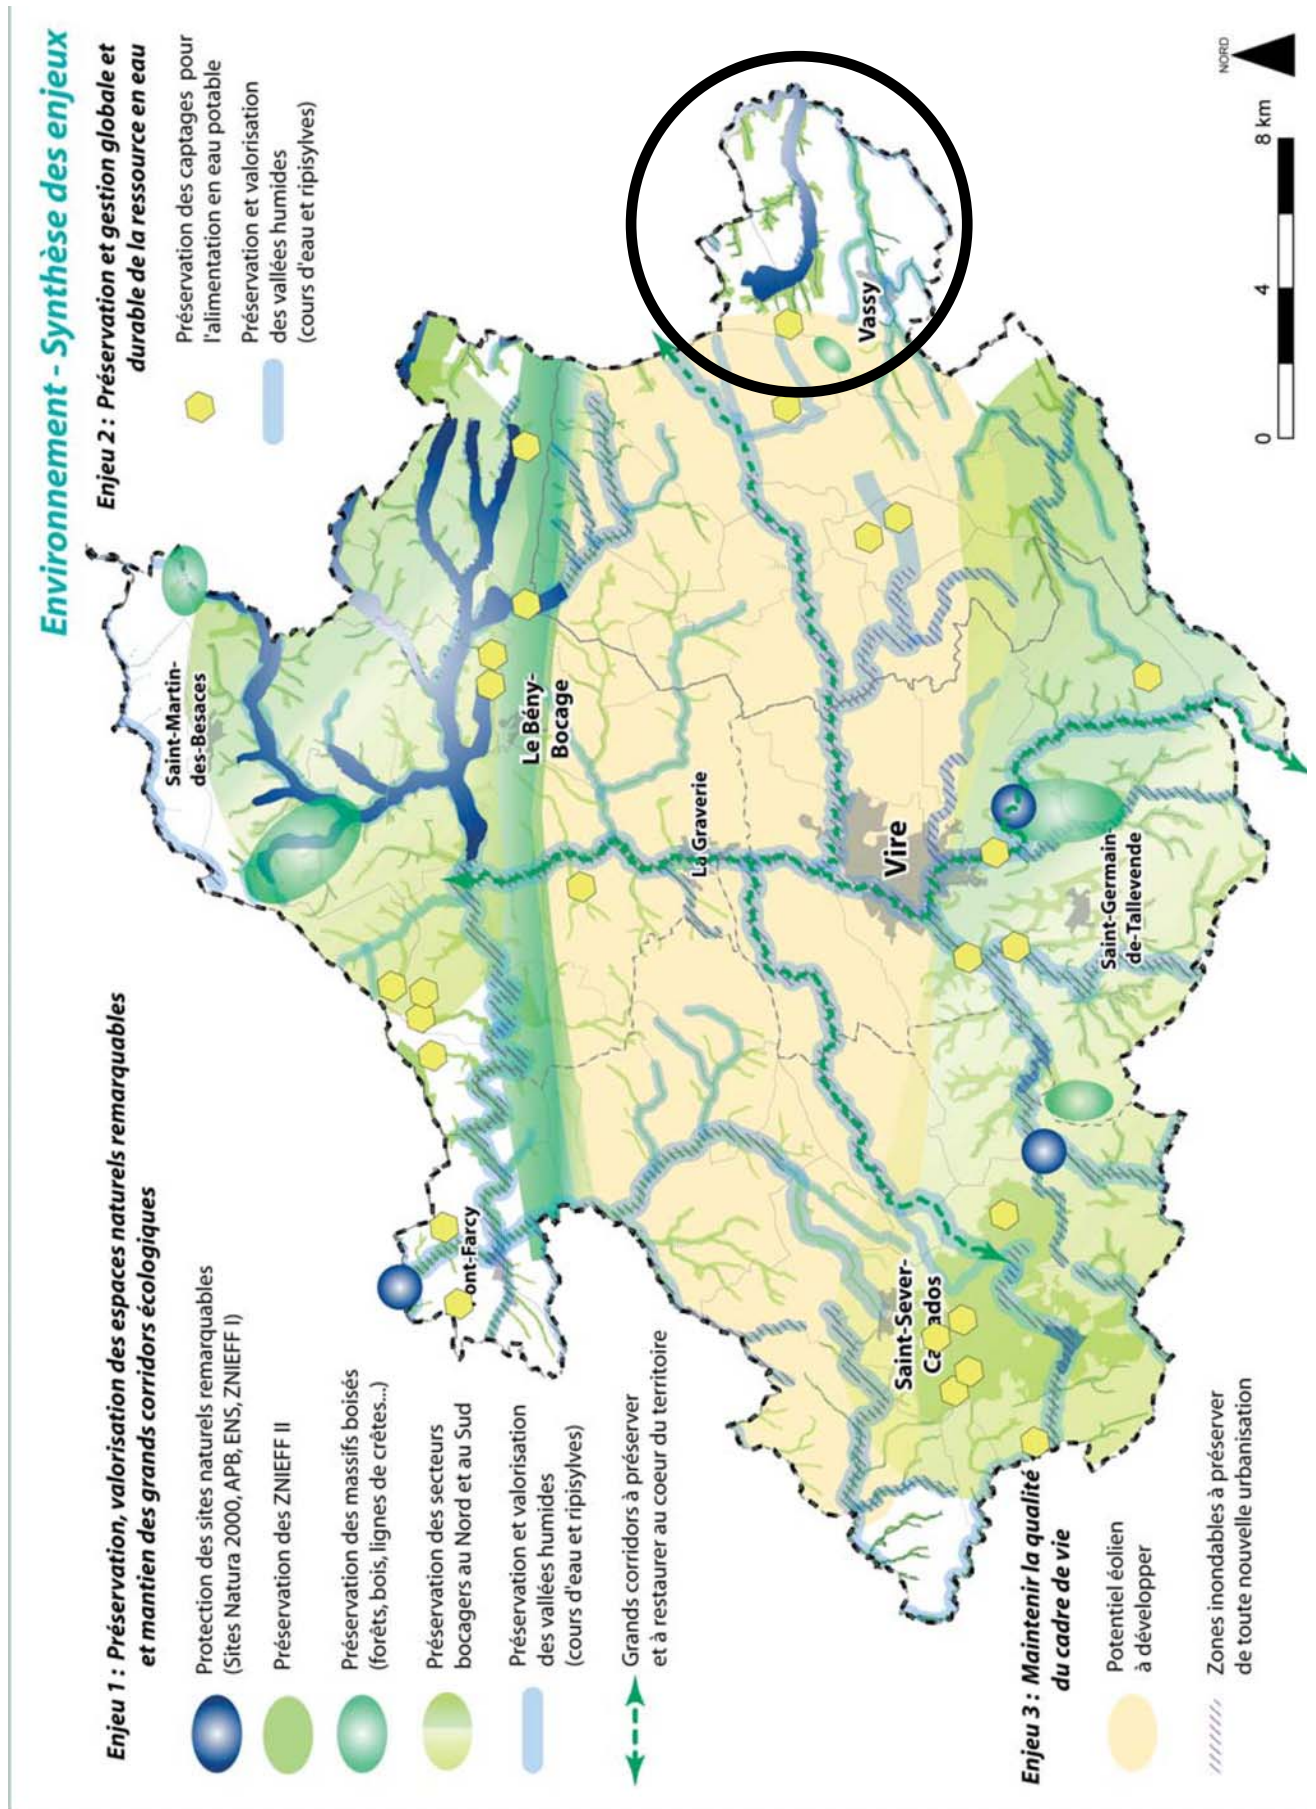 Environnement - Synthèse des enjeux
Enjeu 1 : Préservation, valorisation des espaces naturels remarquables
et mantien des grands corridors écologiques
Protection des sites naturels remarquables
(Sites Natura 2000, APB, ENS, ZNIEFF I)
Préservation des ZNIEFF II
Préservation des massifs boisés
(forêts, bois, lignes de crêtes...)
Préservation des secteurs
bocagers au Nord et au Sud
Préservation et valorisation
des vallées humides
(cours d'eau et ripisylves)
Grands corridors à préserver
et à restaurer au coeur du territoire
Enjeu 2 : Préservation et gestion globale et
durable de la ressource en eau
Préservation des captages pour
l'alimentation en eau potable
Préservation et valorisation
des vallées humides
(cours d'eau et ripisylves)
Enjeu 3 : Maintenir la qualité
du cadre de vie
Potentiel éolien
à développer
Zones inondables à préserver
de toute nouvelle urbanisation
Saint-Martin-
des-Besaces
Le Bény-
Bocage
ont-Farcy
La Graverie
Vire
Vassy
Saint-Sever-
Ca ados
Saint-Germain
de-Tallevende
NORD
0 4 8 km